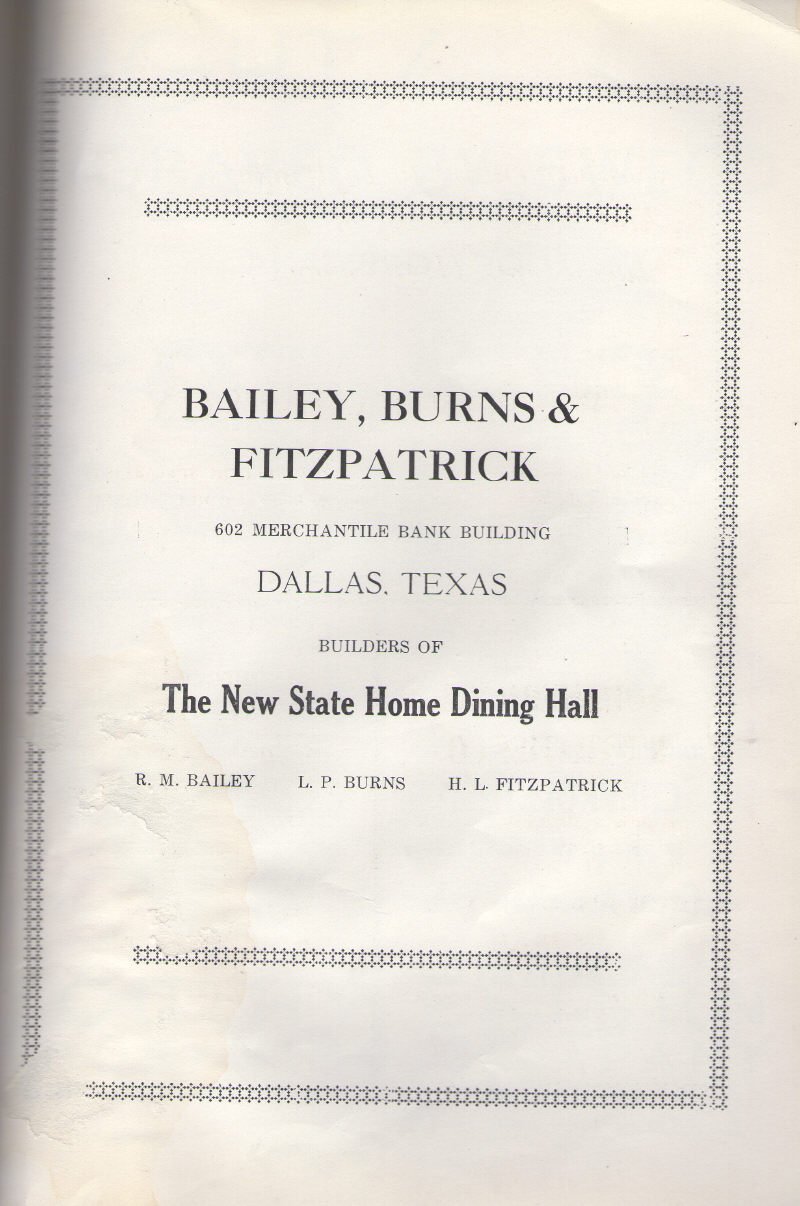 BAILEY, BURNS &
FITZPATRICK
602 MERCHANTILE BANK BUILDING
DALLAS, TEXAS
BUILDERS OF
The New State Home Dining Hall
R. M. BAILEY L. P. BURNS H. L. FITZPATRICK